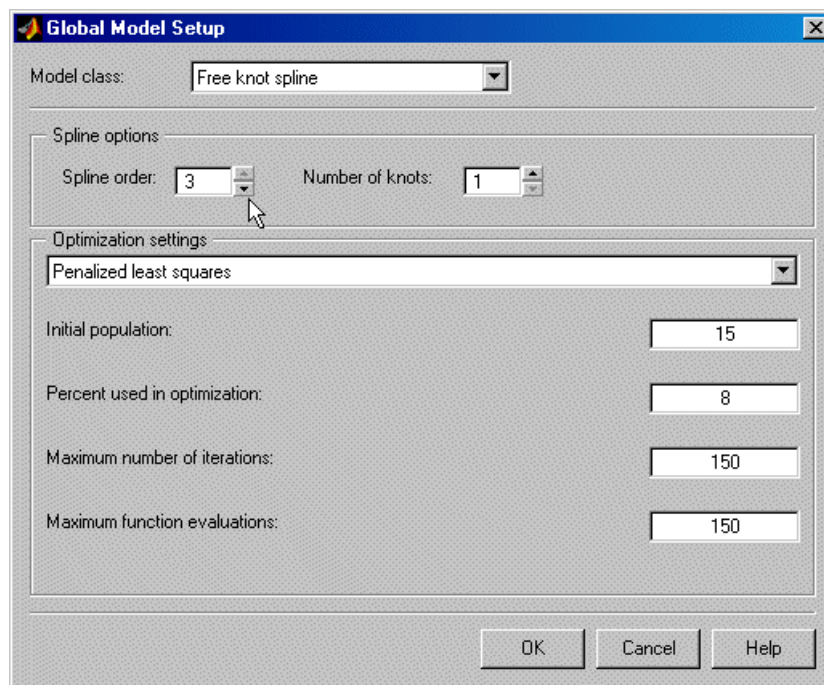 Global Model Setup
Model class: Free knot spline
Spline options
Spline order: 3 Number of knots: 1
Optimization settings
Penalized least squares
Initial population: 15
Percent used in optimization: 8
Maximum number of iterations: 150
Maximum function evaluations: 150
OK Cancel Help